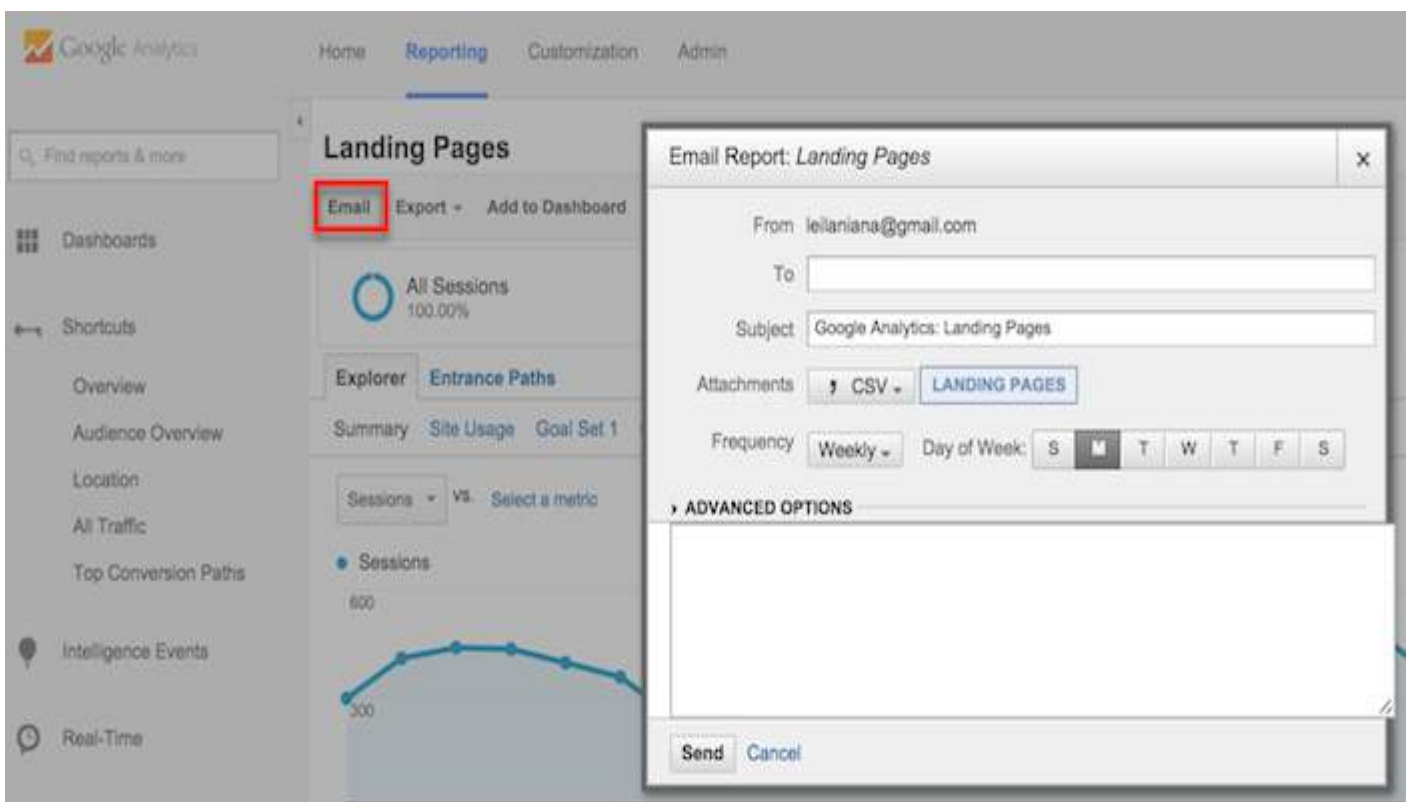 Google Analytics
Home Reporting Customization Admin
Find reports & more
Dashboards
Shortcuts
Overview
Audience Overview
Location
All Traffic
Top Conversion Paths
Intelligence Events
Real-Time
Landing Pages
Email Export Add to Dashboard
All Sessions
100.00%
Explorer Entrance Paths
Summary Site Usage Goal Set 1
Sessions VS. Select a metric
Sessions
600
300
Email Report: Landing Pages
From leilaniana@gmail.com
To
Subject Google Analytics: Landing Pages
Attachments CSV LANDING PAGES
Frequency Weekly Day of Week: S M T W T F S
ADVANCED OPTIONS
Send Cancel